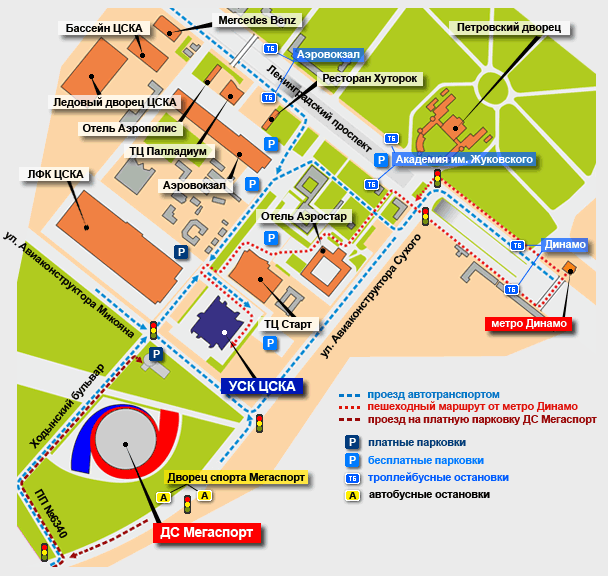 Mercedes Benz
Бассейн ЦСКА
Петровский дворец
ТБ
Аэровокзал
Ленинградский проспект
Ресторан Хуторок
Ледовый дворец ЦСКА
ТБ
Отель Аэрополис
ТБ
P
ТЦ Палладиум
P
Академия им. Жуковского
ЛФК ЦСКА
Аэровокзал
P
ТБ
Отель Аэростар
ул. Авиаконструктора Микояна
P
P
ул. Авиаконструктора Сухого
ТБ
Динамо
ТБ
ТЦ Старт
метро Динамо
P
P
УСК ЦСКА
Ходынский бульвар
проезд автотранспортом
пешеходный маршрут от метро Динамо
проезд на платную парковку ДС Мегаспорт
P платные парковки
P бесплатные парковки
Дворец спорта Мегаспорт
ТБ троллейбусные остановки
А
А
А автобусные остановки
ПП №6340
ДС Мегаспорт